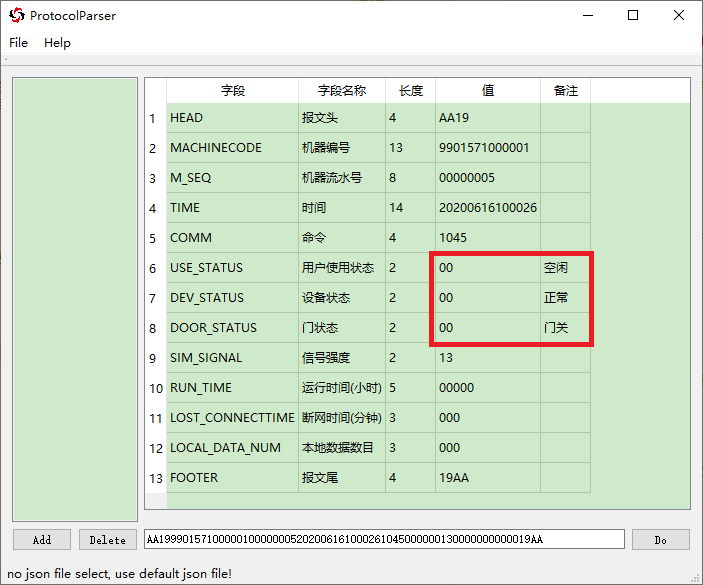 ProtocolParser
File Help
字段 字段名称 长度 值 备注
1 HEAD 报文头 4 AA19
2 MACHINECODE 机器编号 13 9901571000001
3 M_SEQ 机器流水号 8 00000005
4 TIME 时间 14 20200616100026
5 COMM 命令 4 1045
6 USE_STATUS 用户使用状态 2 00 空闲
7 DEV_STATUS 设备状态 2 00 正常
8 DOOR_STATUS 门状态 2 00 门关
9 SIM_SIGNAL 信号强度 2 13
10 RUN_TIME 运行时间(小时) 5 00000
11 LOST_CONNECTTIME 断网时间(分钟) 3 000
12 LOCAL_DATA_NUM 本地数据数目 3 000
13 FOOTER 报文尾 4 19AA
Add Delete AA19990157100000100000005202006161000261045000000130000000000019AA Do
no json file select, use default json file!